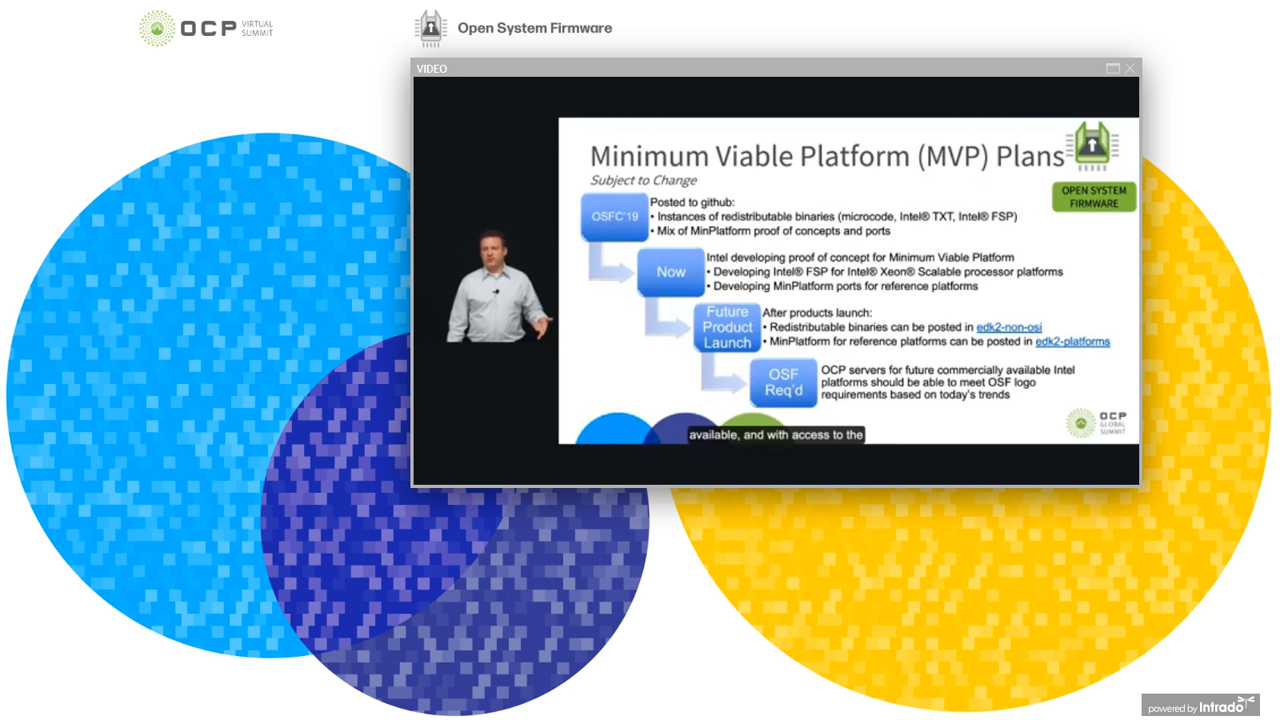 OCP VIRTUAL SUMMIT
Open System Firmware
VIDEO
Minimum Viable Platform (MVP) Plans
Subject to Change
OPEN SYSTEM
FIRMWARE
OSFC'19
Posted to github:
• Instances of redistributable binaries (microcode, Intel® TXT, Intel® FSP)
• Mix of MinPlatform proof of concepts and ports
Now
Intel developing proof of concept for Minimum Viable Platform
• Developing Intel® FSP for Intel® Xeon® Scalable processor platforms
• Developing MinPlatform ports for reference platforms
Future
Product
Launch
After products launch:
• Redistributable binaries can be posted in edk2-non-osi
• MinPlatform for reference platforms can be posted in edk2-platforms
OSF
Req'd
OCP servers for future commercially available Intel
platforms should be able to meet OSF logo
requirements based on today's trends
OCP
GLOBAL
SUMMIT
available, and with access to the
powered by Intrado